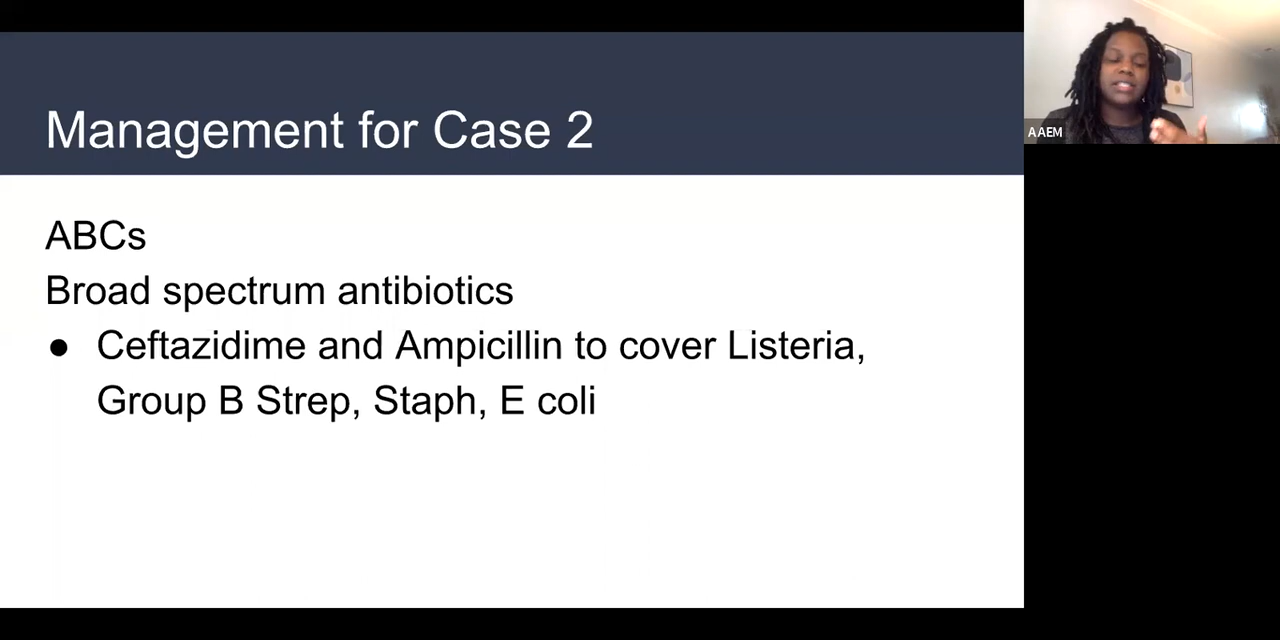 Management for Case 2
AAEM
ABCs
Broad spectrum antibiotics
● Ceftazidime and Ampicillin to cover Listeria,
Group B Strep, Staph, E coli